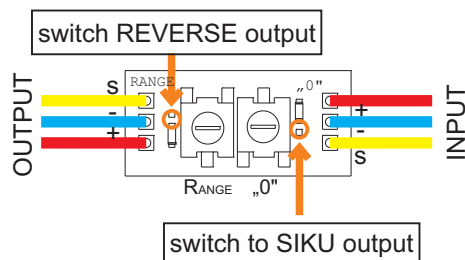 switch REVERSE output
RANGE
„0"
S
-
+
OUTPUT
+
-
S
INPUT
RANGE „0"
switch to SIKU output